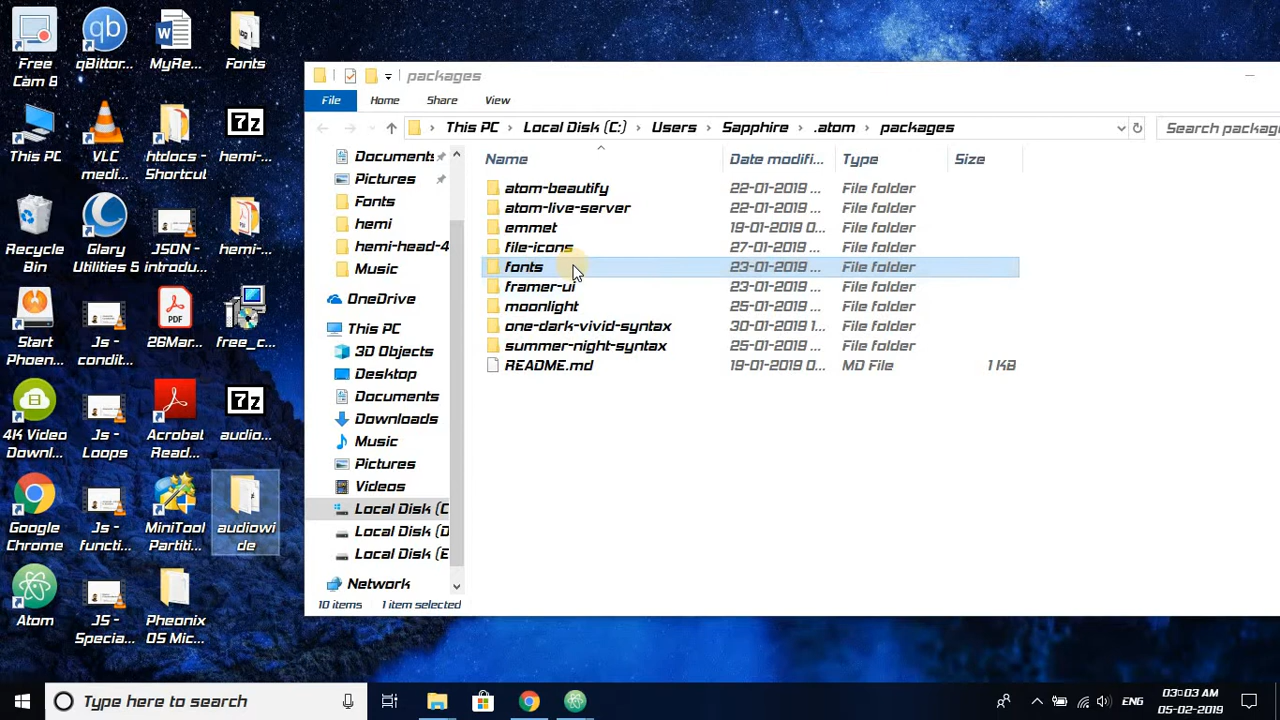 Free Cam 8
qBittor...
MyRe...
Fonts
This PC
VLC medi...
htdocs - Shortcut
7z
hemi-...
Recycle Bin
Glary Utilities 5
JSON - introdu...
hemi-...
Start Phoen...
Js - condit...
PDF
26Mar...
free_c...
4K Video Downl...
Js - Loops
Acrobat Read...
7z
audio...
Google Chrome
Js - functi...
MiniTool Partiti...
audiowide
Atom
JS - Specia...
Pheonix OS Mic...
packages
File Home Share View
This PC Local Disk (C:) Users Sapphire .atom packages
Search packag
Documents
Pictures
Fonts
hemi
hemi-head-4
Music
OneDrive
This PC
3D Objects
Desktop
Documents
Downloads
Music
Pictures
Videos
Local Disk (C
Local Disk (D
Local Disk (E
Network
Name Date modifi... Type Size
atom-beautify 22-01-2019 ... File folder
atom-live-server 22-01-2019 ... File folder
emmet 19-01-2019 0... File folder
file-icons 27-01-2019 ... File folder
fonts 23-01-2019 ... File folder
framer-ui 23-01-2019 ... File folder
moonlight 25-01-2019 ... File folder
one-dark-vivid-syntax 30-01-2019 1... File folder
summer-night-syntax 25-01-2019 ... File folder
README.md 19-01-2019 0... MD File 1 KB
10 items 1 item selected
Type here to search
ENG
03:03 AM
05-02-2019